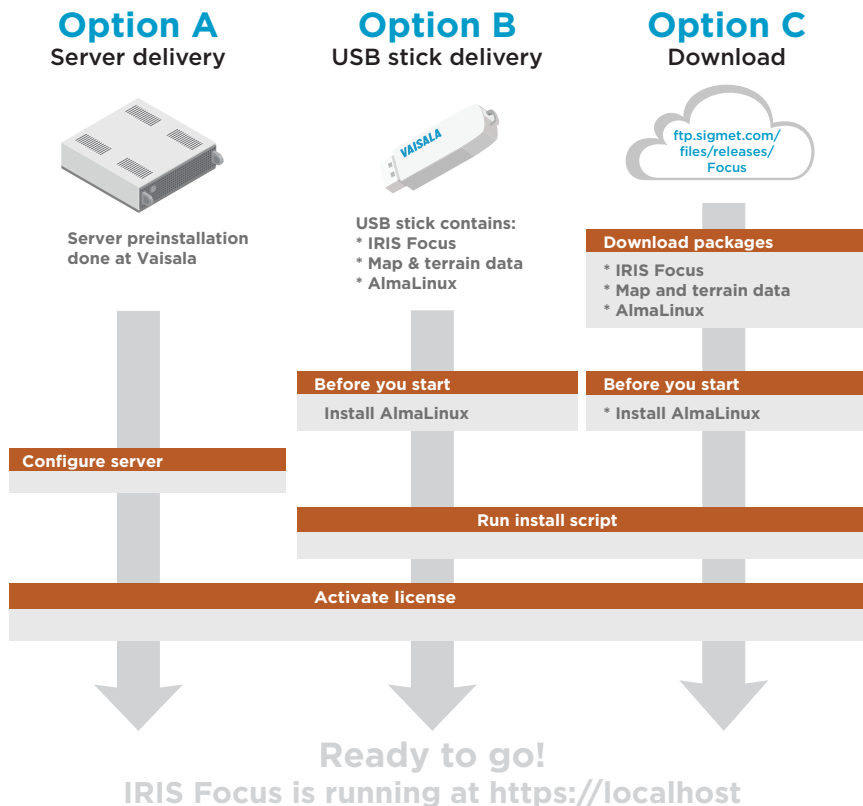 Option A
Server delivery
Server preinstallation
done at Vaisala
Option B
USB stick delivery
VAISALA
USB stick contains:
* IRIS Focus
* Map & terrain data
* AlmaLinux
Option C
Download
ftp.sigmet.com/
files/releases/
Focus
Download packages
* IRIS Focus
* Map and terrain data
* AlmaLinux
Before you start
Install AlmaLinux
Before you start
* Install AlmaLinux
Configure server
Run install script
Activate license
Ready to go!
IRIS Focus is running at https://localhost